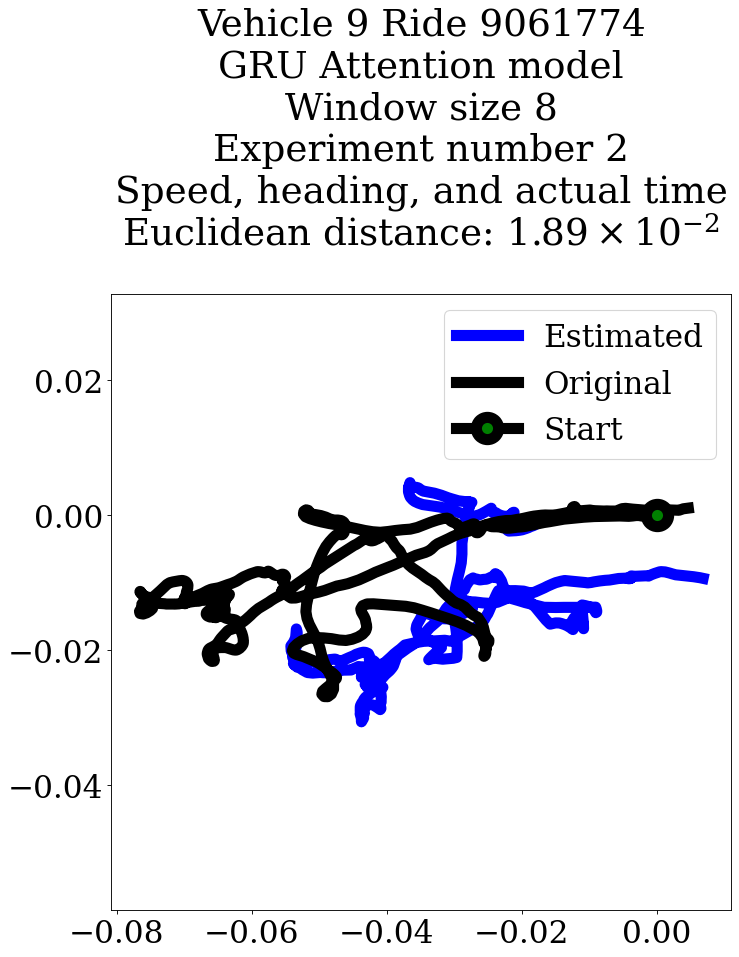 Vehicle 9 Ride 9061774
GRU Attention model
Window size 8
Experiment number 2
Speed, heading, and actual time
Euclidean distance: 1.89 × 10⁻²
Estimated
Original
Start
0.02
0.00
−0.02
−0.04
−0.08 −0.06 −0.04 −0.02 0.00